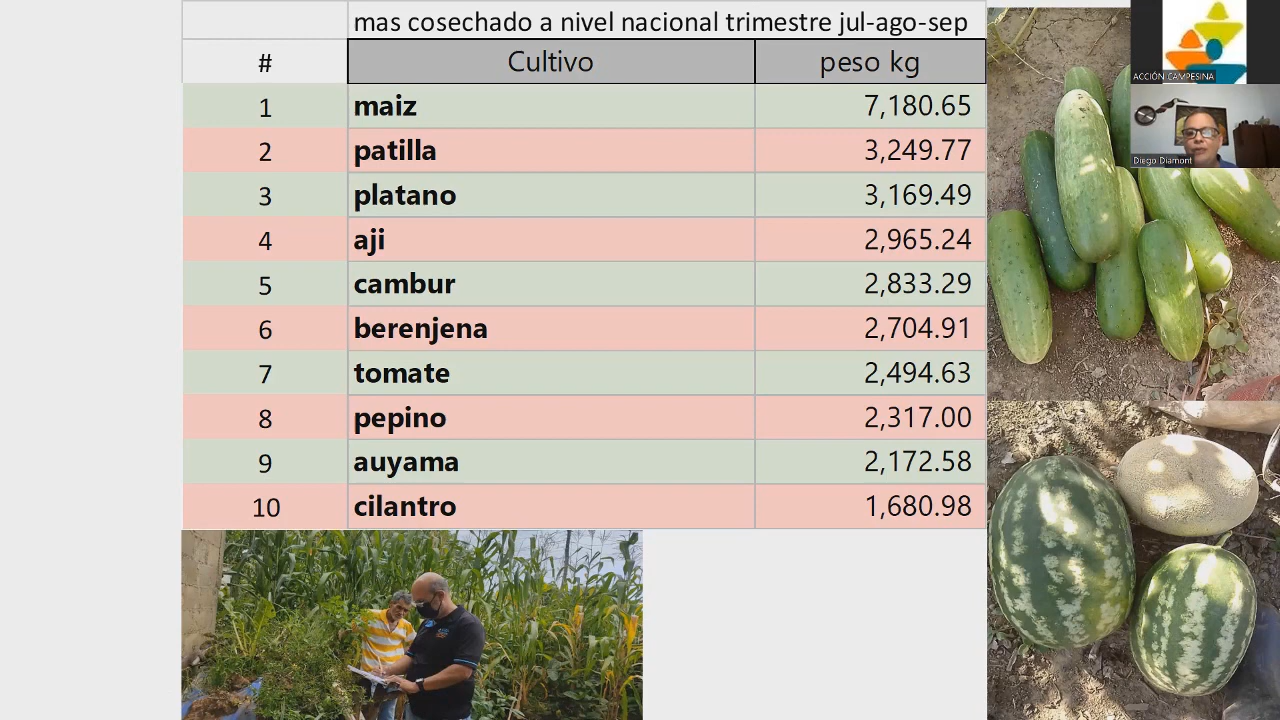 mas cosechado a nivel nacional trimestre jul-ago-sep
# Cultivo peso kg
1 maiz 7,180.65
2 patilla 3,249.77
3 platano 3,169.49
4 aji 2,965.24
5 cambur 2,833.29
6 berenjena 2,704.91
7 tomate 2,494.63
8 pepino 2,317.00
9 auyama 2,172.58
10 cilantro 1,680.98
ACCIÓN CAMPESINA
Diego Diamont